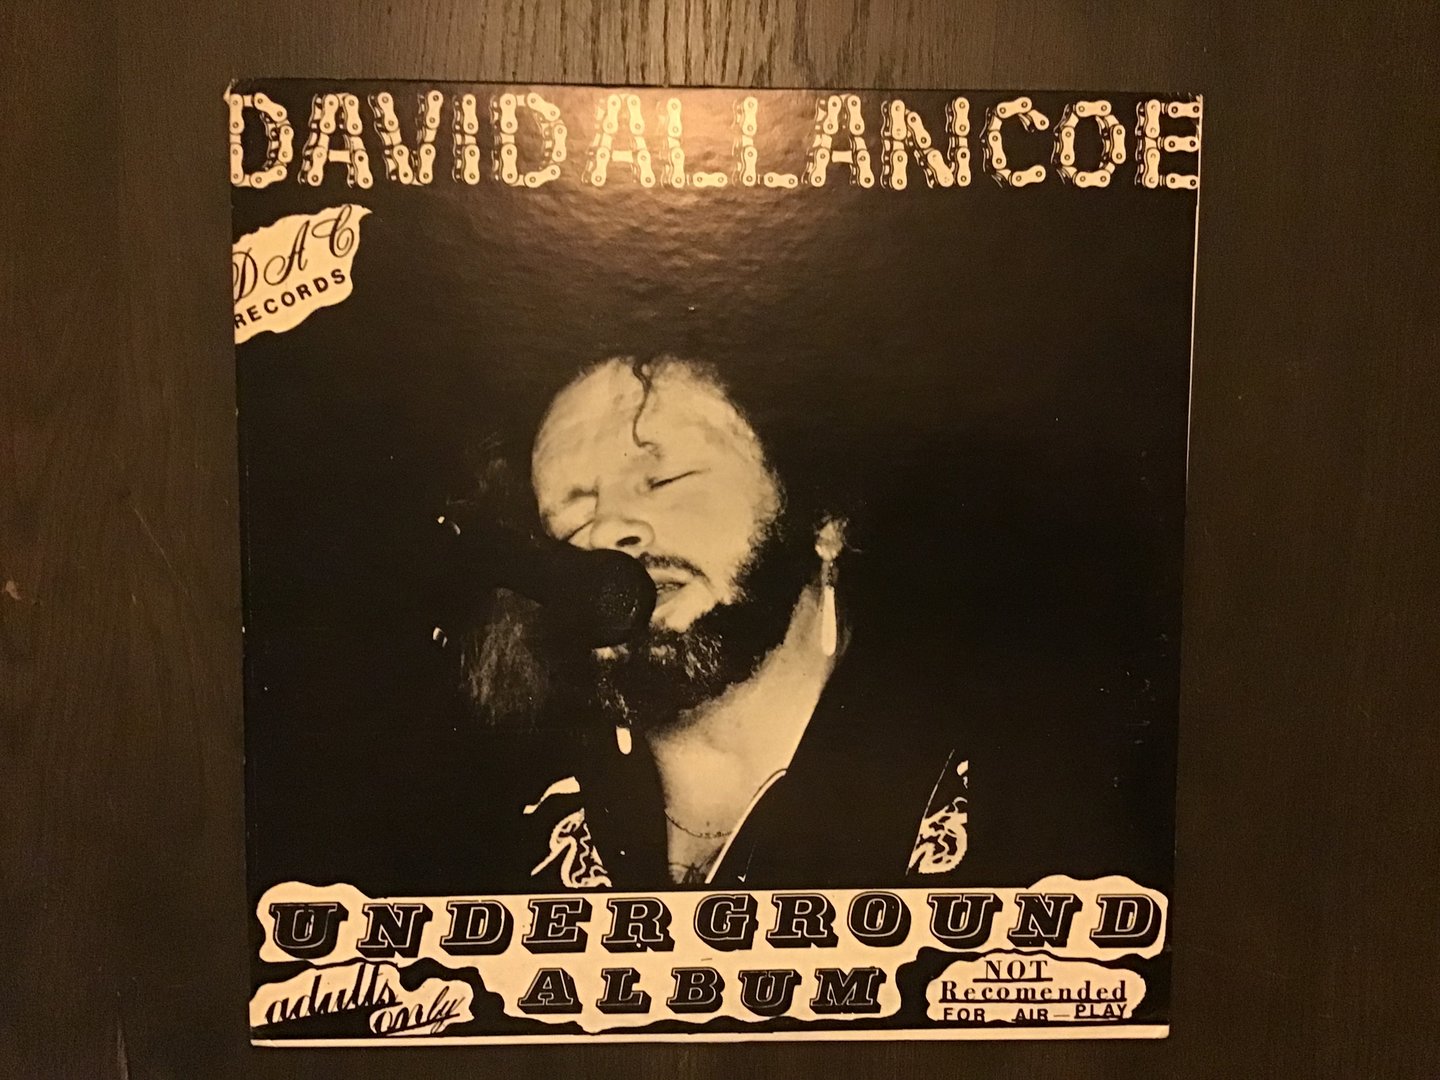 DAVID ALLAN COE
DAC
RECORDS
UNDERGROUND
ALBUM
adults
only
NOT
Recomended
FOR AIR-PLAY